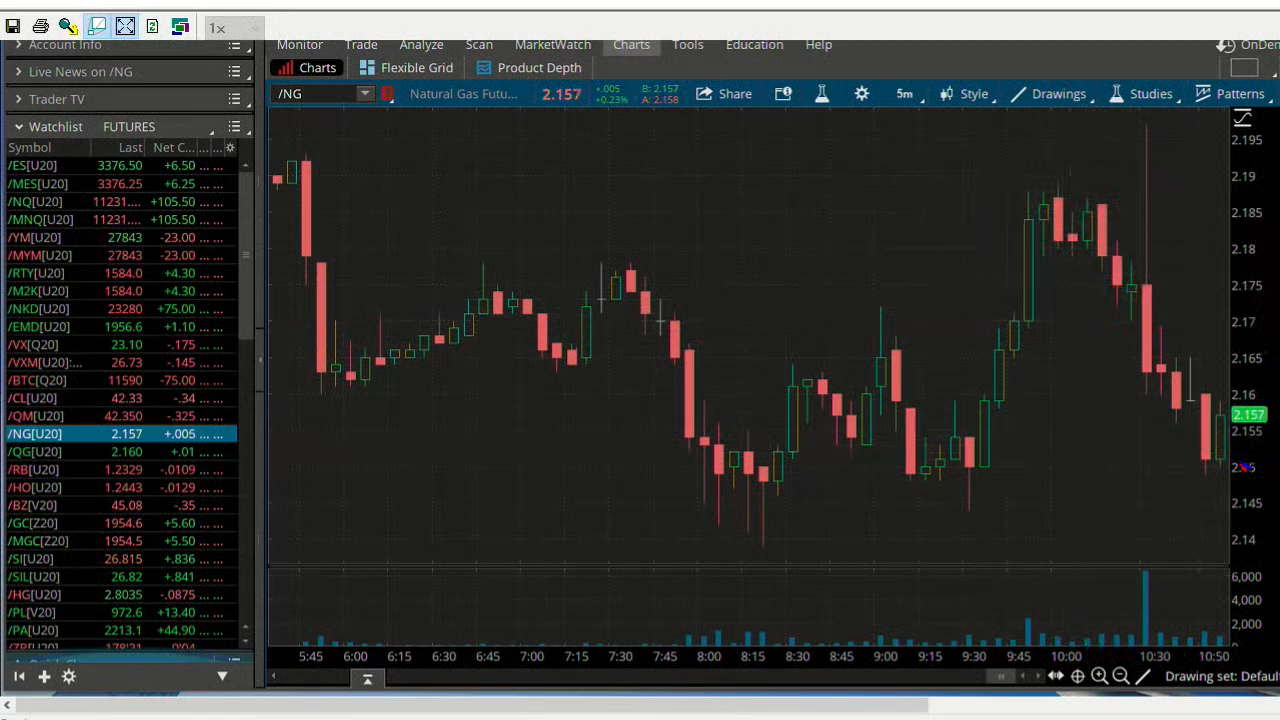 1x
Account Info
Monitor Trade Analyze Scan MarketWatch Charts Tools Education Help OnDem
Live News on /NG
Charts Flexible Grid Product Depth
Trader TV
/NG Natural Gas Futu... 2.157 +.005 +0.23% B: 2.157 A: 2.158 Share 5m Style Drawings Studies Patterns
Watchlist FUTURES
Symbol Last Net C... ... ...
/ES[U20] 3376.50 +6.50 ... ...
/MES[U20] 3376.25 +6.25 ... ...
/NQ[U20] 11231.... +105.50 ... ...
/MNQ[U20] 11231.... +105.50 ... ...
/YM[U20] 27843 -23.00 ... ...
/MYM[U20] 27843 -23.00 ... ...
/RTY[U20] 1584.0 +4.30 ... ...
/M2K[U20] 1584.0 +4.30 ... ...
/NKD[U20] 23280 +75.00 ... ...
/EMD[U20] 1956.6 +1.10 ... ...
/VX[Q20] 23.10 -.175 ... ...
/VXM[U20]:... 26.73 -.145 ... ...
/BTC[Q20] 11590 -75.00 ... ...
/CL[U20] 42.33 -.34 ... ...
/QM[U20] 42.350 -.325 ... ...
/NG[U20] 2.157 +.005 ... ...
/QG[U20] 2.160 +.01 ... ...
/RB[U20] 1.2329 -.0109 ... ...
/HO[U20] 1.2443 -.0129 ... ...
/BZ[V20] 45.08 -.35 ... ...
/GC[Z20] 1954.6 +5.60 ... ...
/MGC[Z20] 1954.5 +5.50 ... ...
/SI[U20] 26.815 +.836 ... ...
/SIL[U20] 26.82 +.841 ... ...
/HG[U20] 2.8035 -.0875 ... ...
/PL[V20] 972.6 +13.40 ... ...
/PA[U20] 2213.1 +44.90 ... ...
2.195
2.19
2.185
2.18
2.175
2.17
2.165
2.16
2.157
2.155
2.145
2.14
6,000
4,000
2,000
5:45 6:00 6:15 6:30 6:45 7:00 7:15 7:30 7:45 8:00 8:15 8:30 8:45 9:00 9:15 9:30 9:45 10:00 10:30 10:50
Drawing set: Defaul